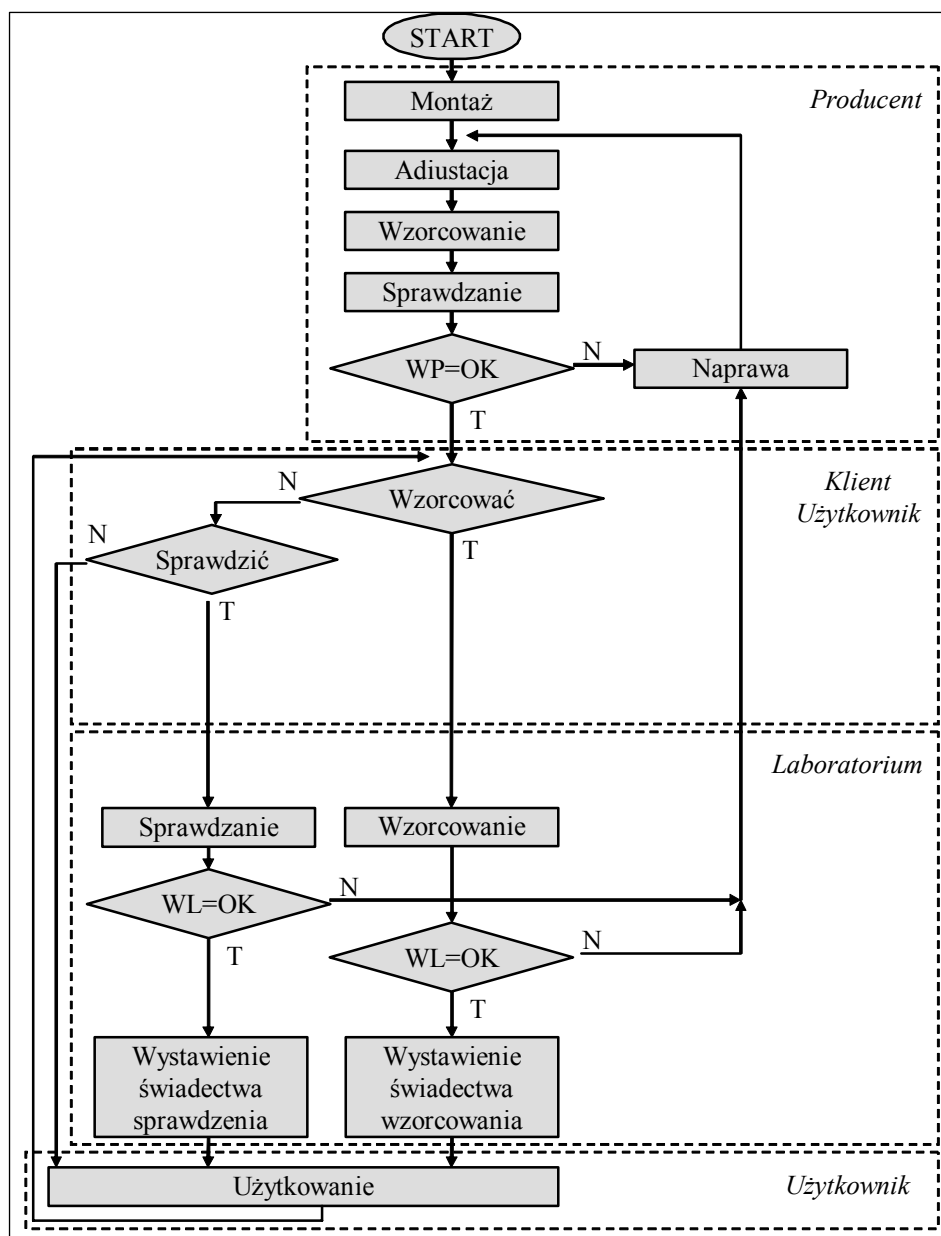 START
Producent
Montaż
Adiustacja
Wzorcowanie
Sprawdzanie
WP=OK
N
Naprawa
T
Klient
Użytkownik
N
Wzorcować
N
Sprawdzić
T
T
Laboratorium
Sprawdzanie
Wzorcowanie
WL=OK
N
T
WL=OK
N
T
Wystawienie
świadectwa
sprawdzenia
Wystawienie
świadectwa
wzorcowania
Użytkowanie
Użytkownik